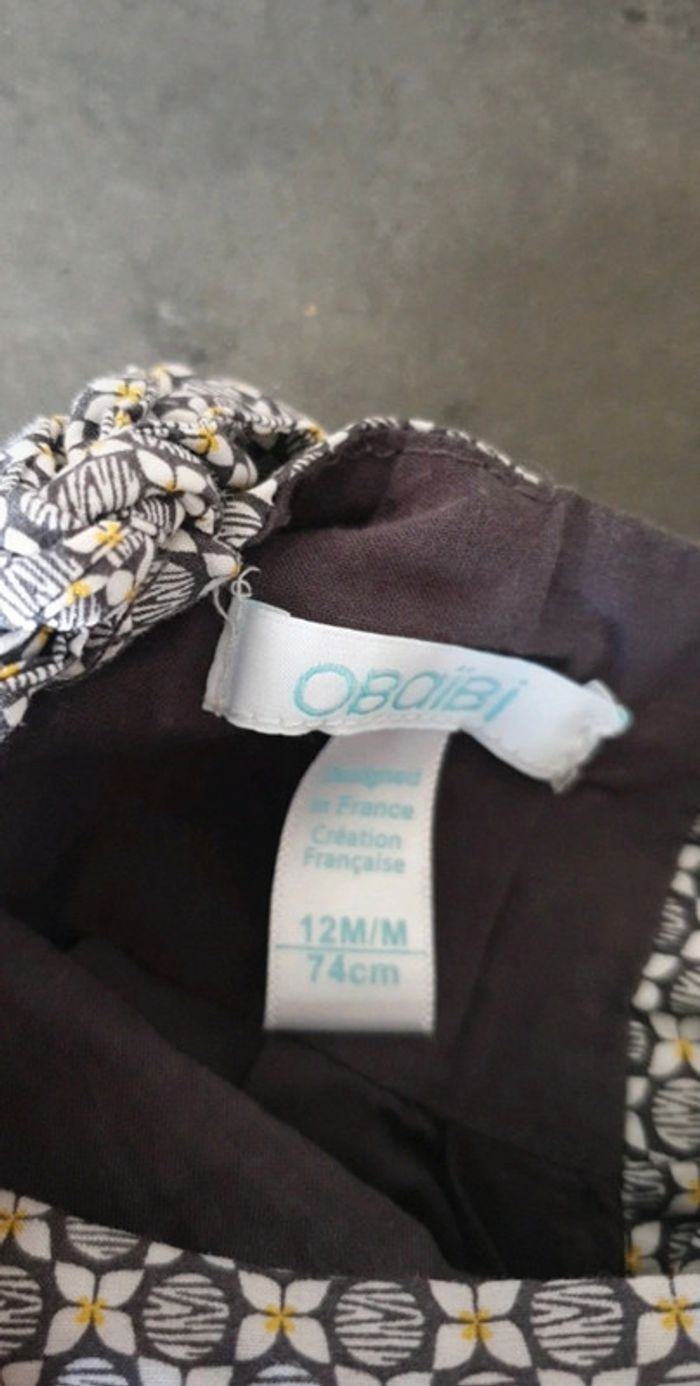 OBaïBi
Designed
in France
Création
Française
12M/M
74cm